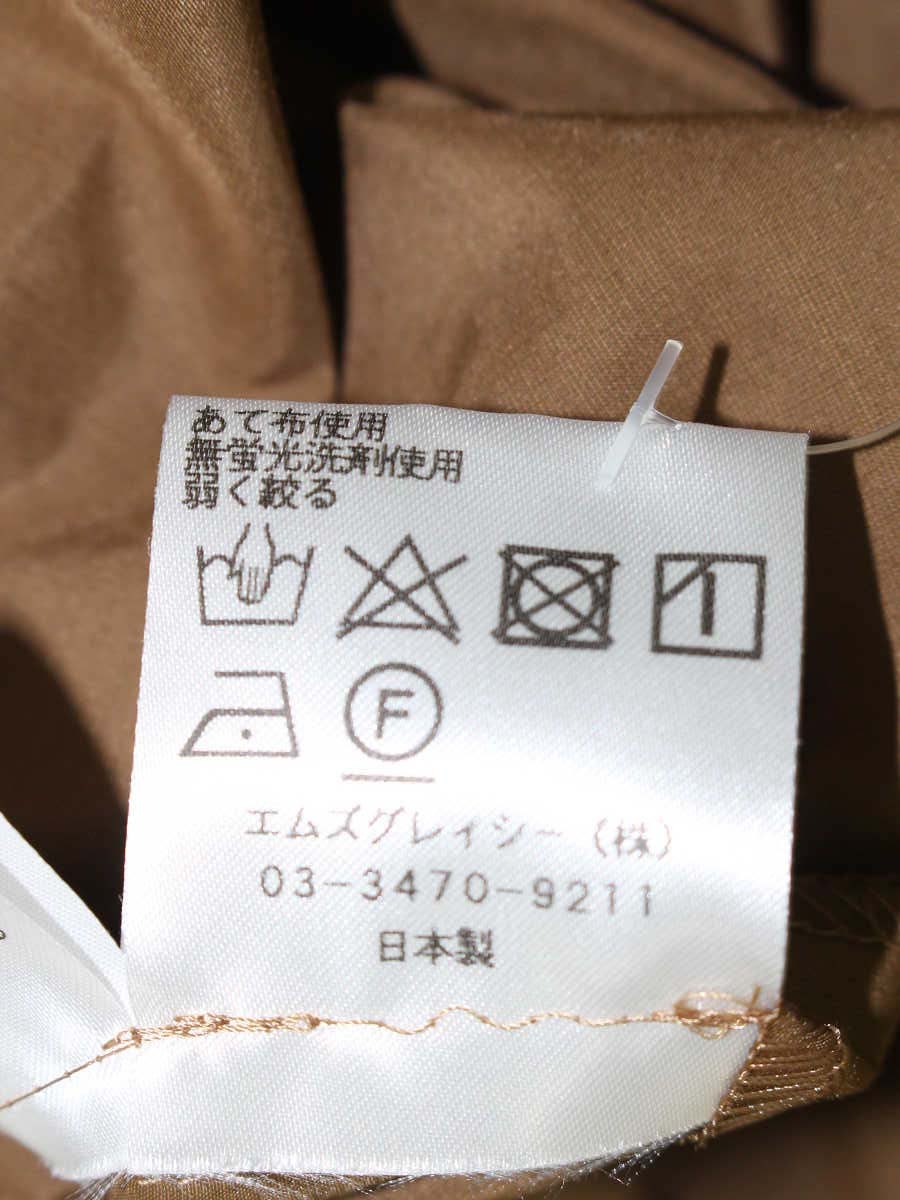 あて布使用
無蛍光洗剤使用
弱く絞る
F
エムズグレイシー(株)
03-3470-9211
日本製